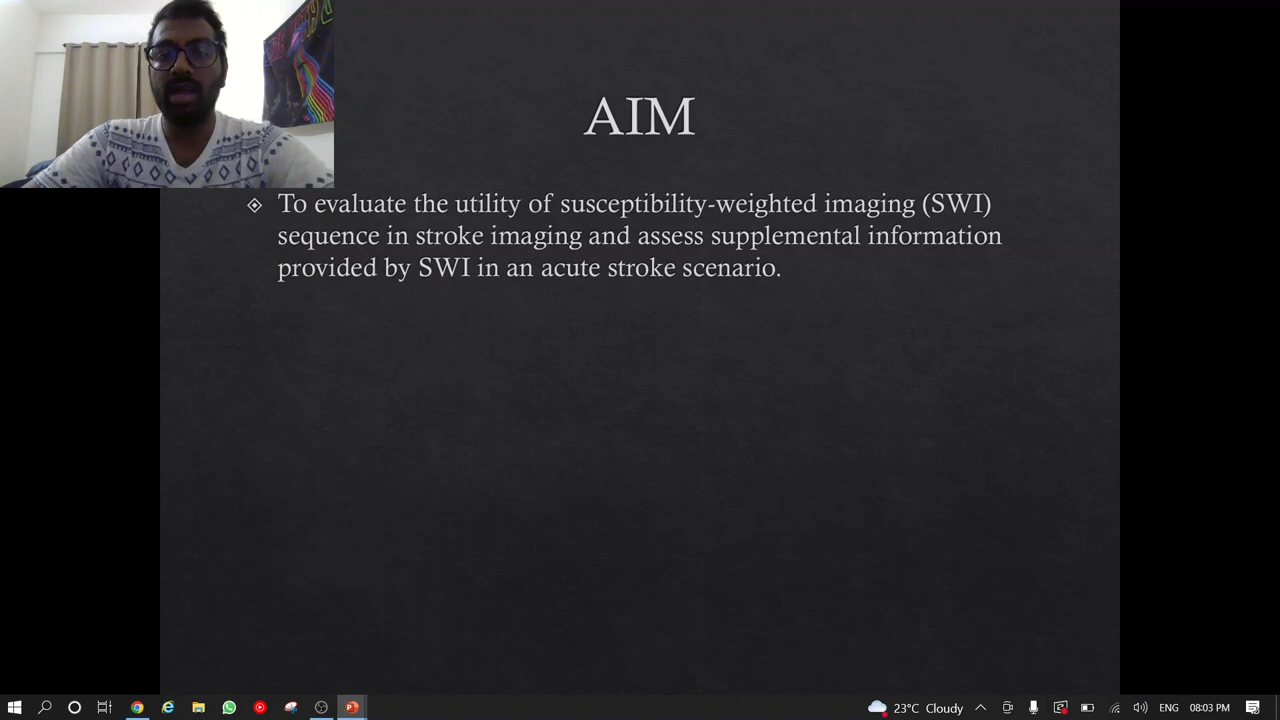 AIM
To evaluate the utility of susceptibility-weighted imaging (SWI)
sequence in stroke imaging and assess supplemental information
provided by SWI in an acute stroke scenario.
23°C Cloudy
ENG
08:03 PM